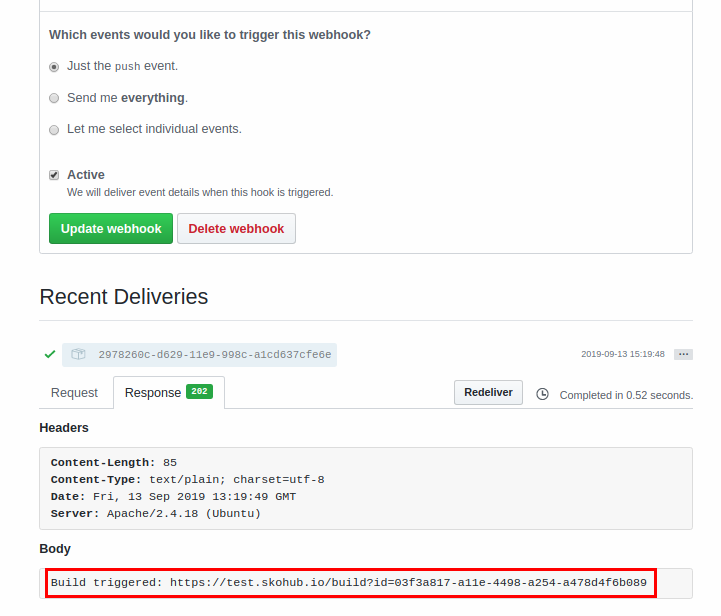 Which events would you like to trigger this webhook?
Just the push event.
Send me everything.
Let me select individual events.
Active
We will deliver event details when this hook is triggered.
Update webhook Delete webhook
Recent Deliveries
2978260c-d629-11e9-998c-a1cd637cfe6e 2019-09-13 15:19:48 ...
Request Response 202 Redeliver Completed in 0.52 seconds.
Headers
Content-Length: 85
Content-Type: text/plain; charset=utf-8
Date: Fri, 13 Sep 2019 13:19:49 GMT
Server: Apache/2.4.18 (Ubuntu)
Body
Build triggered: https://test.skohub.io/build?id=03f3a817-a11e-4498-a254-a478d4f6b089